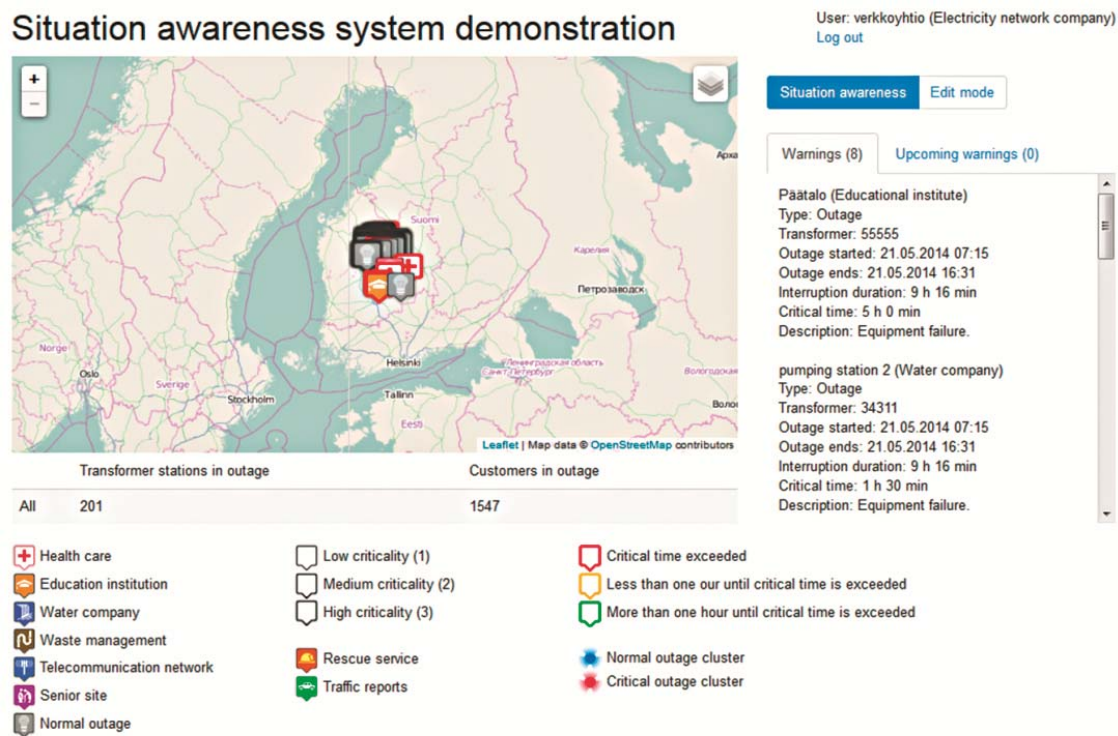 Situation awareness system demonstration
User: verkkoyhtio (Electricity network company)
Log out
+
−
Situation awareness
Edit mode
Warnings (8)
Upcoming warnings (0)
Päätalo (Educational institute)
Type: Outage
Transformer: 55555
Outage started: 21.05.2014 07:15
Outage ends: 21.05.2014 16:31
Interruption duration: 9 h 16 min
Critical time: 5 h 0 min
Description: Equipment failure.
pumping station 2 (Water company)
Type: Outage
Transformer: 34311
Outage started: 21.05.2014 07:15
Outage ends: 21.05.2014 16:31
Interruption duration: 9 h 16 min
Critical time: 1 h 30 min
Description: Equipment failure.
Арха
Suomi
Карелия
Петрозаводск
Norge
Oslo
Sverige
Stockholm
Helsinki
Tallinn
Eesti
Ленинградская область
Санкт-Петербург
Вологодская
Воло
Leaflet | Map data © OpenStreetMap contributors
Transformer stations in outage
Customers in outage
All 201 1547
Health care
Education institution
Water company
Waste management
Telecommunication network
Senior site
Normal outage
Low criticality (1)
Medium criticality (2)
High criticality (3)
Rescue service
Traffic reports
Critical time exceeded
Less than one our until critical time is exceeded
More than one hour until critical time is exceeded
Normal outage cluster
Critical outage cluster